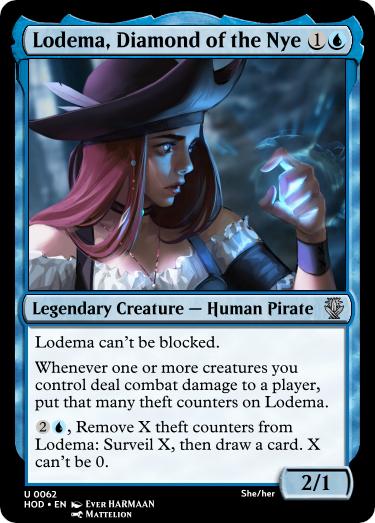 Lodema, Diamond of the Nye 1
Legendary Creature — Human Pirate
Lodema can't be blocked.
Whenever one or more creatures you
control deal combat damage to a player,
put that many theft counters on Lodema.
2, Remove X theft counters from
Lodema: Surveil X, then draw a card. X
can't be 0.
2/1
U 0062
She/her
HOD • EN Ever HARMAAN
Mattelion